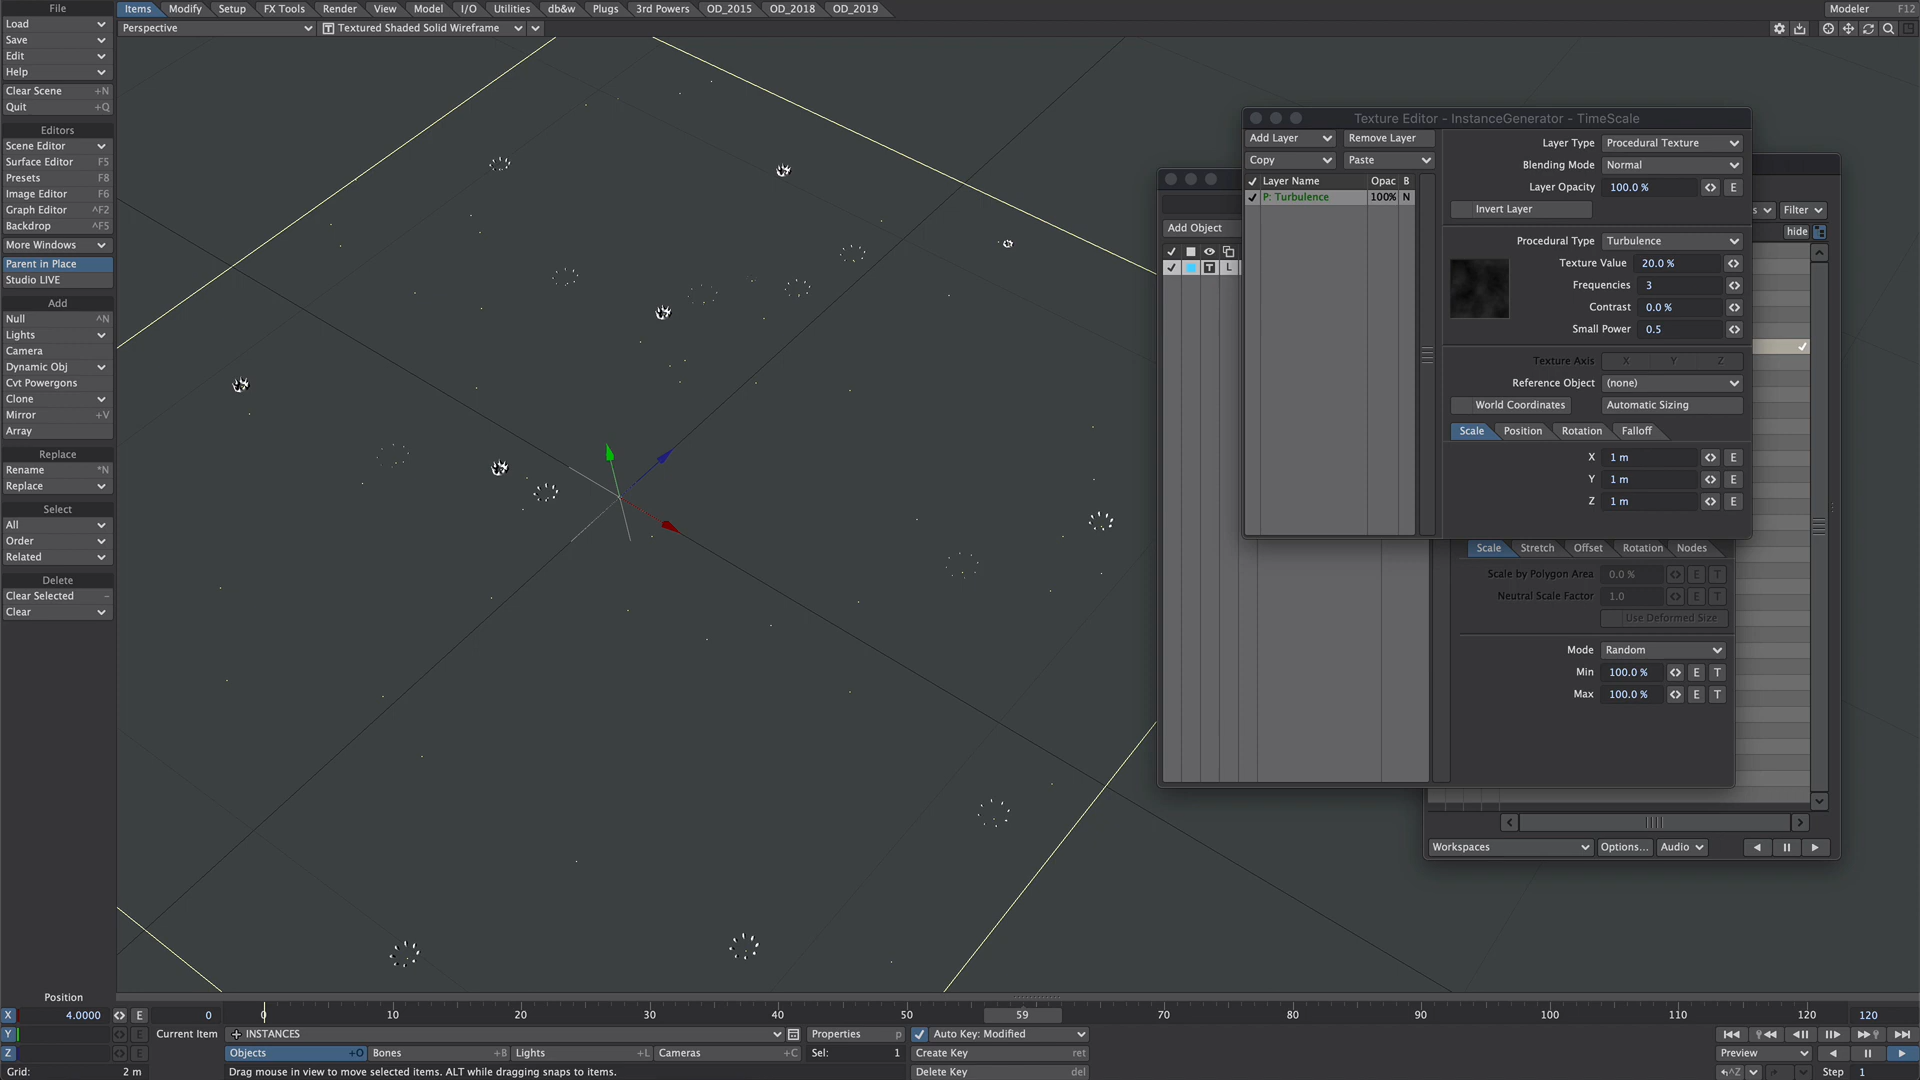 File
Items
Modify
Setup
FX Tools
Render
View
Model
I/O
Utilities
db&w
Plugs
3rd Powers
OD_2015
OD_2018
OD_2019
Modeler F12
Load
Save
Edit
Help
Clear Scene +N
Quit +Q
Editors
Scene Editor
Surface Editor F5
Presets F8
Image Editor F6
Graph Editor ^F2
Backdrop ^F5
More Windows
Parent in Place
Studio LIVE
Add
Null ^N
Lights
Camera
Dynamic Obj
Cvt Powergons
Clone
Mirror +V
Array
Replace
Rename *N
Replace
Select
All
Order
Related
Delete
Clear Selected –
Clear
Perspective
Textured Shaded Solid Wireframe
Texture Editor - InstanceGenerator - TimeScale
Add Layer
Remove Layer
Copy
Paste
Layer Name Opac B
P: Turbulence 100% N
Layer Type Procedural Texture
Blending Mode Normal
Layer Opacity 100.0 % E
Invert Layer
Procedural Type Turbulence
Texture Value 20.0 %
Frequencies 3
Contrast 0.0 %
Small Power 0.5
Texture Axis X Y Z
Reference Object (none)
World Coordinates
Automatic Sizing
Scale Position Rotation Falloff
X 1 m E
Y 1 m E
Z 1 m E
Add Object
T L
s
Filter
hide
Scale Stretch Offset Rotation Nodes
Scale by Polygon Area 0.0 % E T
Neutral Scale Factor 1.0 E T
Use Deformed Size
Mode Random
Min 100.0 % E T
Max 100.0 % E T
Workspaces
Options...
Audio
Position
X 4.0000 E
Y E
Z E
Grid: 2 m
0
0 10 20 30 40 50 59 70 80 90 100 110 120
120
Current Item INSTANCES
Properties p
Auto Key: Modified
Objects +O
Bones +B
Lights +L
Cameras +C
Sel: 1
Create Key ret
Drag mouse in view to move selected items. ALT while dragging snaps to items.
Delete Key del
Preview
^Z
Step 1